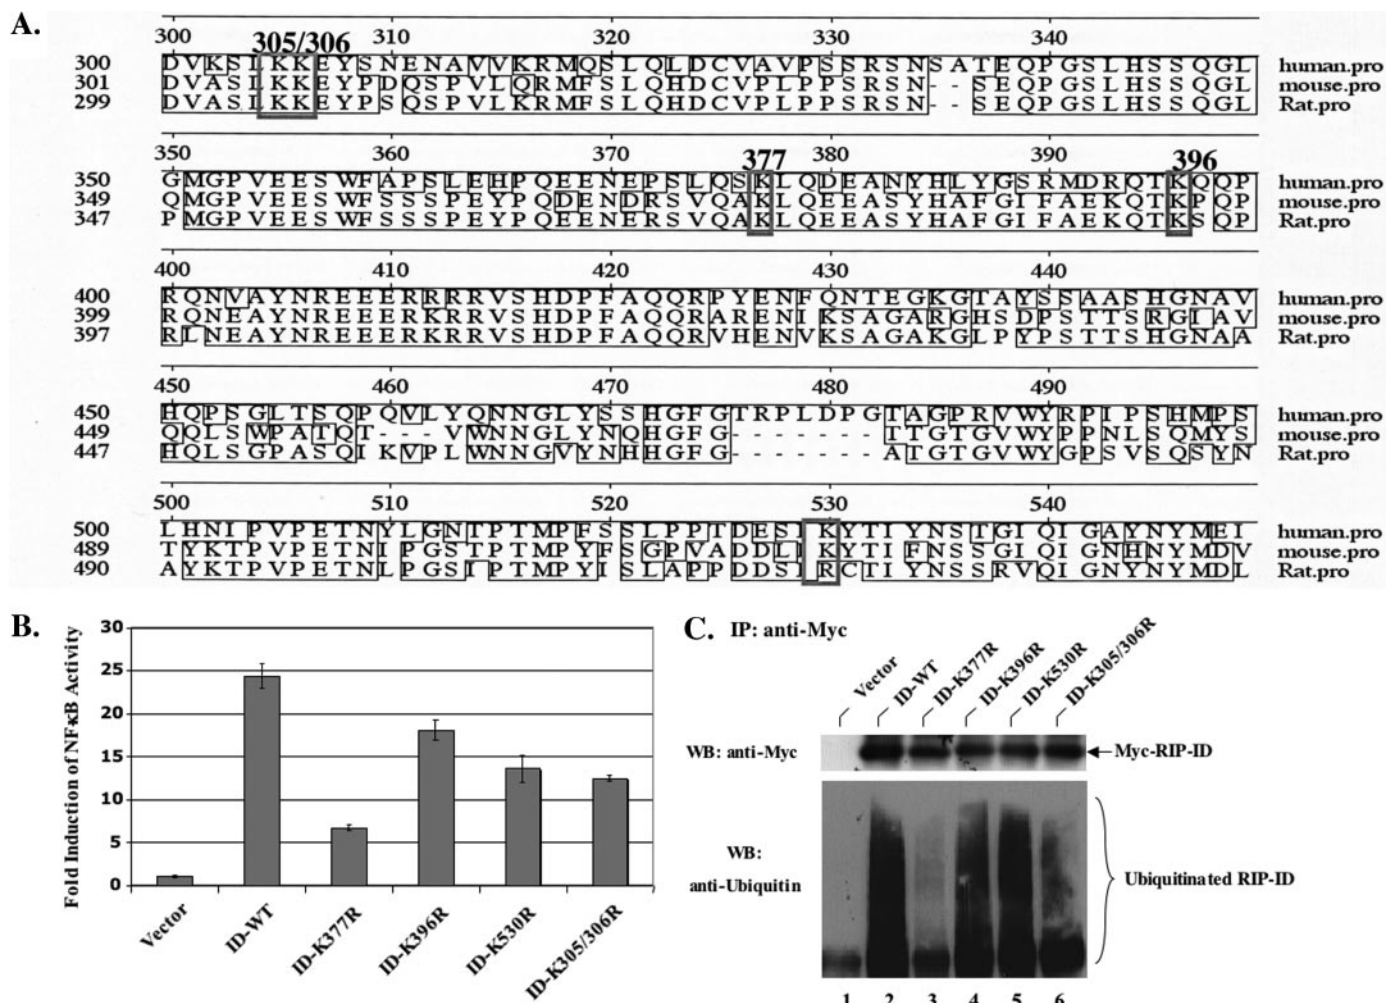 A.
300 310 320 330 340
305/306
300 DVKSLKKEYSNENAVVKRMQSLQLDCVAVPSSRSNSATEQPGSLHSSQGL human.pro
301 DVASLKKEYPDQSPVLQRMFSLQHDCVPLPPSRSN--SEQPGSLHSSQGL mouse.pro
299 DVASLKKEYPSQSPVLKRMFSLQHDCVPLPPSRSN--SEQPGSLHSSQGL Rat.pro
350 360 370 380 390
377 396
350 GMGPVEESWFAPSLEHPQEENEPSLQSKLQDEANYHLYGSRMDRQTKQQP human.pro
349 QMGPVEESWFSSSPEYPQDENDRSVQAKLQEEASYHAFGIFAEKQTKPQP mouse.pro
347 PMGPVEESWFSSSPEYPQEENERSVQAKLQEEASYHAFGIFAEKQTKSQP Rat.pro
400 410 420 430 440
400 RQNVAYNREEERRRRVSHDPFAQQRPYENFQNTEGKGTAYSSAASHGNAV human.pro
399 RQNEAYNREEERKRRVSHDPFAQQRARENIKSAGARGHSDPSTTSRGIAV mouse.pro
397 RLNEAYNREEERKRRVSHDPFAQQRVHENVKSAGAKGLPYPSTTSHGNAA Rat.pro
450 460 470 480 490
450 HQPSGLTSQPQVLYQNNGLYSSHGFGTRPLDPGTAGPRVWYRPIPSHMPS human.pro
449 QQLSWPATQT---VWNNGLYNQHGFG-------TTGTGVWYPPNLSQMYS mouse.pro
447 HQLSGPASQIKVPLWNNGVYNHHGFG-------ATGTGVWYGPSVSQSYN Rat.pro
500 510 520 530 540
500 LHNIPVPETNYLGNTPTMPFSSLPPTDESIKYTIYNSTGIQIGAYNYMEI human.pro
489 TYKTPVPETNIPGSTPTMPYFSGPVADDLIKYTIFNSSGIQIGNHNYMDV mouse.pro
490 AYKTPVPETNLPGSIPTMPYISLAPPDDSIRCTIYNSSRVQIGNYNYMDL Rat.pro
B.
Fold Induction of NFκB Activity
30
25
20
15
10
5
0
Vector
ID-WT
ID-K377R
ID-K396R
ID-K530R
ID-K305/306R
C.
IP: anti-Myc
Vector
ID-WT
ID-K377R
ID-K396R
ID-K530R
ID-K305/306R
WB: anti-Myc
Myc-RIP-ID
WB:
anti-Ubiquitin
Ubiquitinated RIP-ID
1 2 3 4 5 6